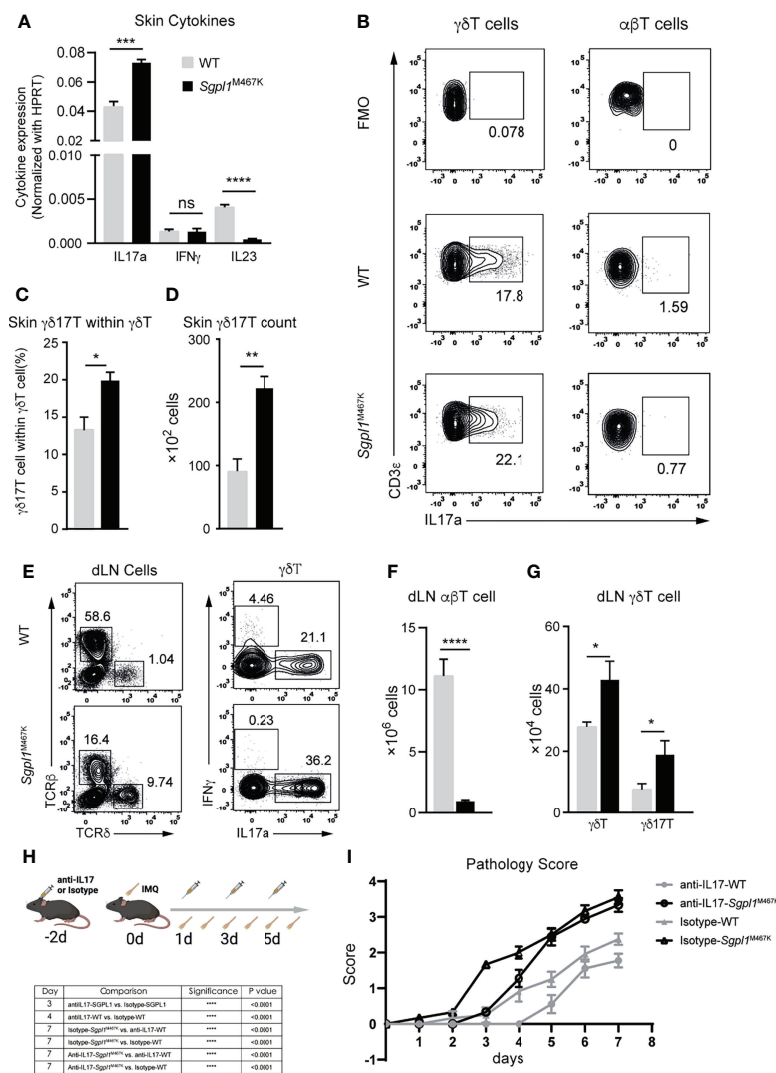 A
Skin Cytokines
***
WT
Sgpl1M467K
Cytokine expression
(Normalized with HPRT)
0.08
0.06
0.04
0.02
0.010
0.005
0.000
ns
****
IL17a IFNγ IL23
B
γδT cells αβT cells
FMO
0.078
0
WT
17.8
1.59
Sgpl1M467K
22.
0.77
CD3ε
IL17a
C
Skin γδ17T within γδT
γδ17T cell within γδT cell(%)
25
20
15
10
5
0
*
D
Skin γδ17T count
×102 cells
300
200
100
0
**
E
dLN Cells γδT
WT
58.6
1.04
4.46
21.1
Sgpl1M467K
16.4
9.74
0.23
36.2
TCRβ
TCRδ
IFNγ
IL17a
F
dLN αβT cell
×106 cells
15
10
5
0
****
G
dLN γδT cell
×104 cells
60
40
20
0
*
*
γδT γδ17T
H
anti-IL17
or Isotype
IMQ
-2d 0d 1d 3d 5d
Day Comparison Significance P vdlue
3 antiIL17-SGPL1 vs. Isotype-SGPL1 **** <0.0001
4 antiIL17-WT vs. Isotype-WT **** <0.0001
7 Isotype-Sgpl1M467K vs. anti-IL17-WT **** <0.0001
7 Isotype-Sgpl1M467K vs. Isotype-WT **** <0.0001
7 Anti-IL17-Sgpl1M467K vs. anti-IL17-WT **** <0.0001
7 Anti-IL17-Sgpl1M467K vs. Isotype-WT **** <0.0001
I
Pathology Score
anti-IL17-WT
anti-IL17-Sgpl1M467K
Isotype-WT
Isotype-Sgpl1M467K
Score
4
3
2
1
0
-1
1 2 3 4 5 6 7 8
days